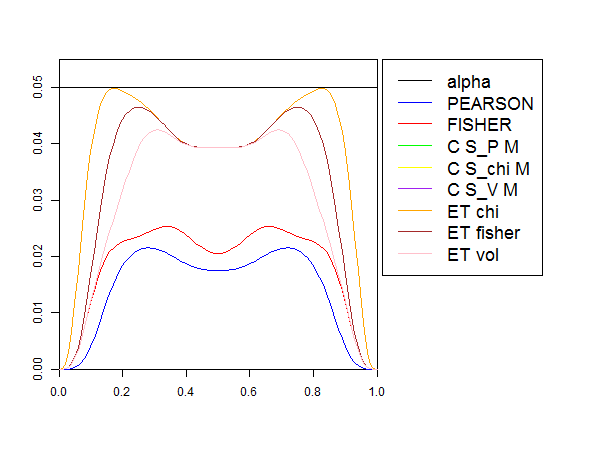 0.05
0.04
0.03
0.02
0.01
0.00
0.0 0.2 0.4 0.6 0.8 1.0
alpha
PEARSON
FISHER
C S_P M
C S_chi M
C S_V M
ET chi
ET fisher
ET vol